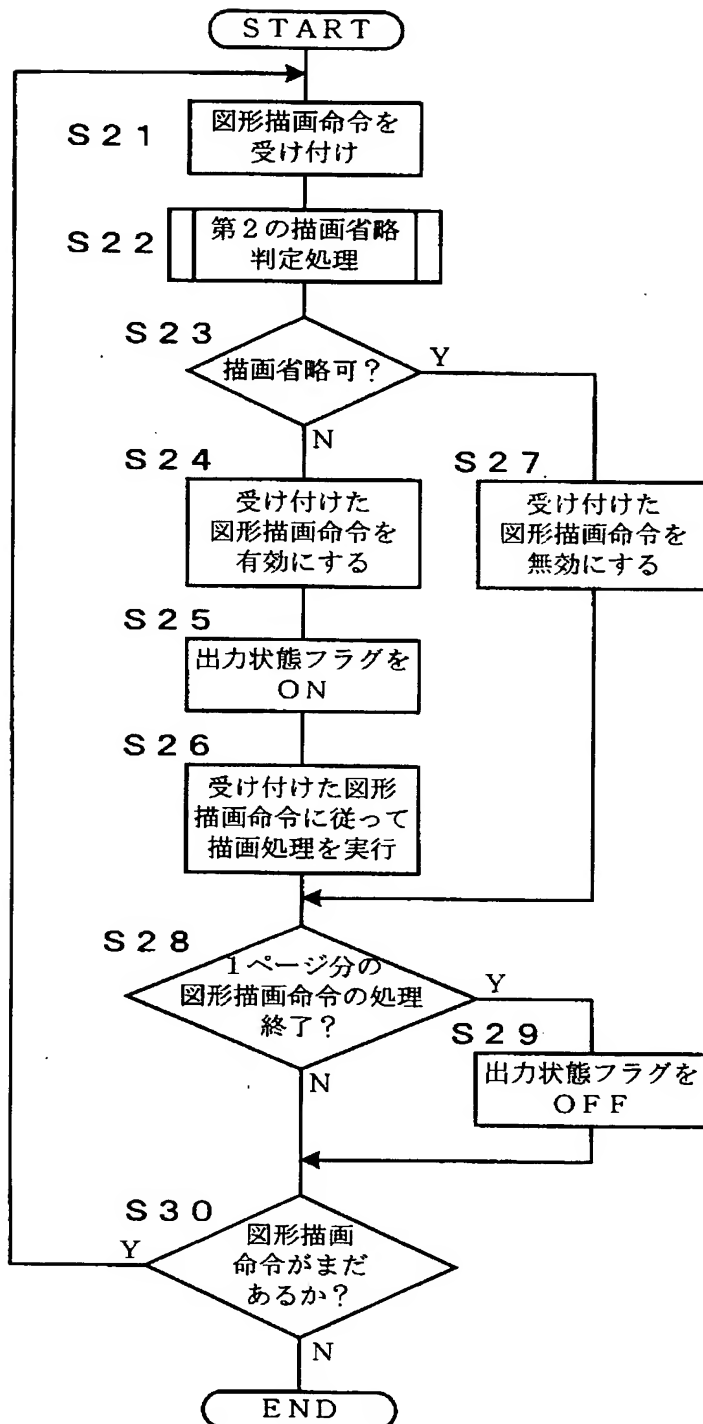 START
S21
図形描画命令を
受け付け
S22
第2の描画省略
判定処理
S23
描画省略可?
Y
N
S24
受け付けた
図形描画命令を
有効にする
S27
受け付けた
図形描画命令を
無効にする
S25
出力状態フラグを
ON
S26
受け付けた図形
描画命令に従って
描画処理を実行
S28
1ページ分の
図形描画命令の処理
終了?
Y
N
S29
出力状態フラグを
OFF
S30
図形描画
命令がまだ
あるか?
Y
N
END